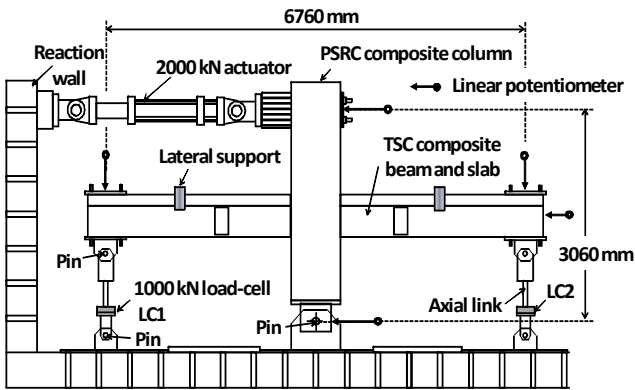 6760 mm
Reaction
wall
2000 kN actuator
PSRC composite column
Linear potentiometer
Lateral support
TSC composite
beam and slab
Pin
3060 mm
1000 kN load-cell
LC1
Pin
Pin
Axial link
LC2